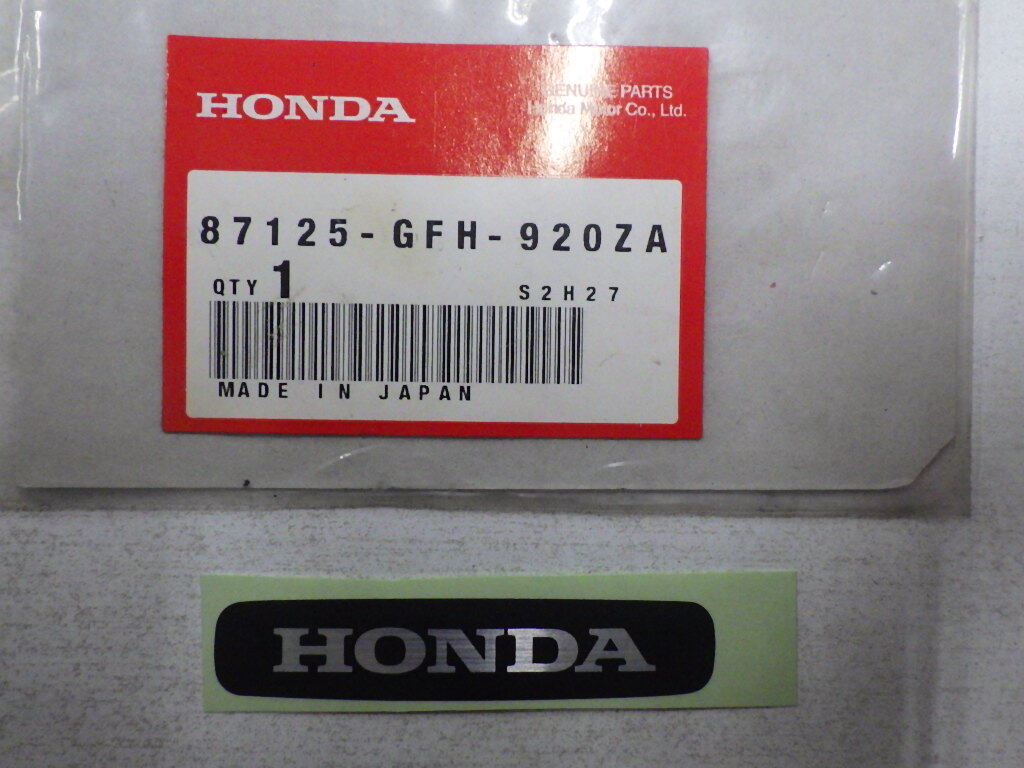 HONDA
GENUINE PARTS
Honda Motor Co., Ltd.
87125-GFH-920ZA
QTY 1 S2H27
MADE IN JAPAN
HONDA